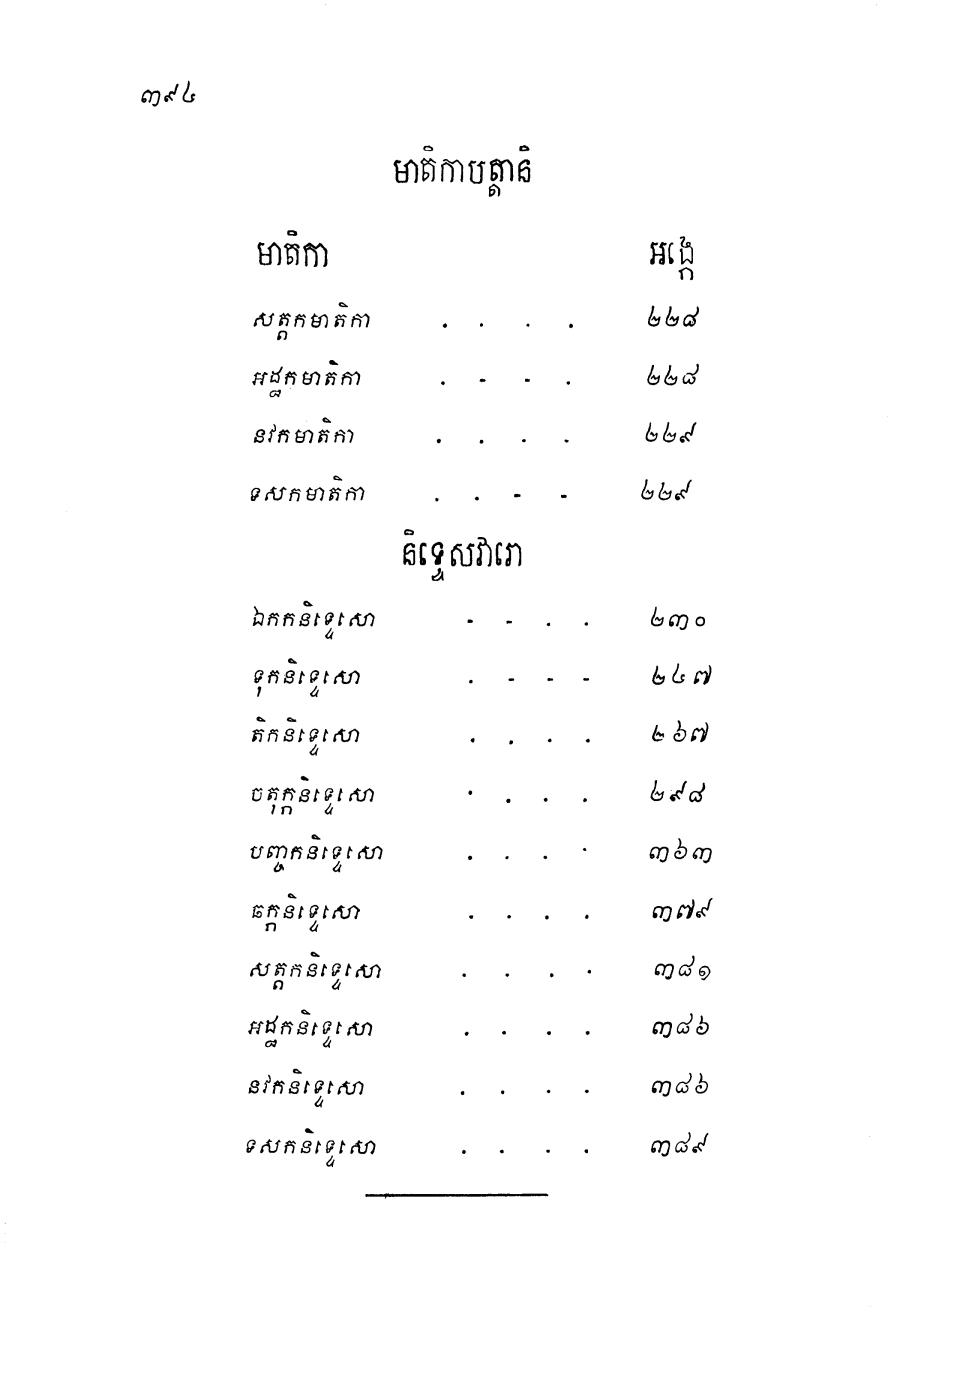 ៣៩៤
មាតិកាបត្តានិ
មាតិកា អង្កេ
សត្តកមាតិកា . . . . ២២៨
អដ្ឋកមាតិកា . - - . ២២៨
នវកមាតិកា . . . . ២២៩
ទសកមាតិកា . . - - ២២៩
និទ្ទេសវារោ
ឯកកនិទ្ទេសោ - - . . ២៣០
ទុកនិទ្ទេសោ . - - - ២៤៧
តិកនិទ្ទេសោ . . . . ២៦៧
ចតុក្កនិទ្ទេសោ . . . . ២៩៨
បញ្ចកនិទ្ទេសោ . . . . ៣៦៣
ឆក្កនិទ្ទេសោ . . . . ៣៧៩
សត្តកនិទ្ទេសោ . . . . ៣៨១
អដ្ឋកនិទ្ទេសោ . . . . ៣៨៦
នវកនិទ្ទេសោ . . . . ៣៨៦
ទសកនិទ្ទេសោ . . . . ៣៨៩